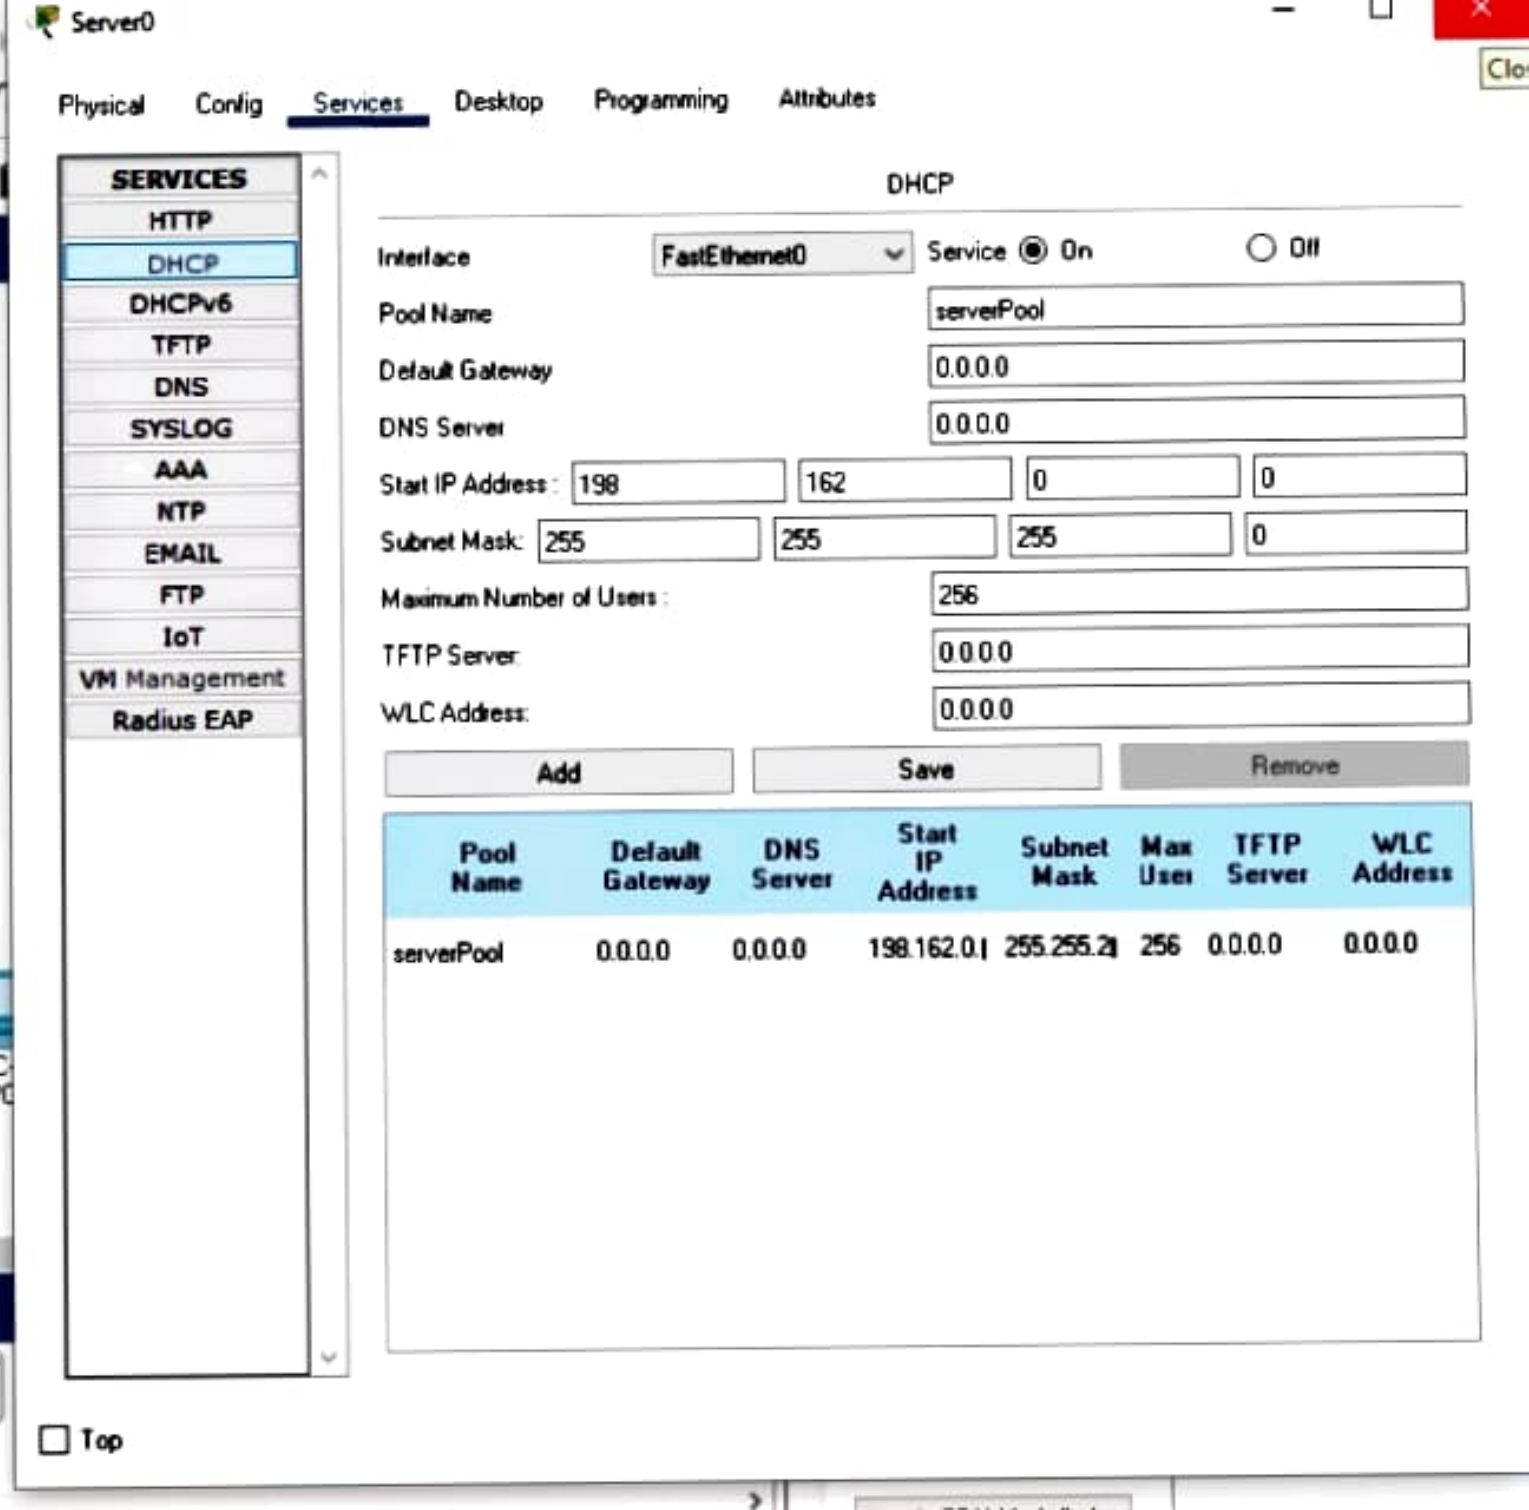 Server0
Clos
Physical Config Services Desktop Programming Attributes
SERVICES
HTTP
DHCP
DHCPv6
TFTP
DNS
SYSLOG
AAA
NTP
EMAIL
FTP
IoT
VM Management
Radius EAP
DHCP
Interface FastEthernet0 Service On Off
Pool Name serverPool
Default Gateway 0.0.0.0
DNS Server 0.0.0.0
Start IP Address : 198 162 0 0
Subnet Mask: 255 255 255 0
Maximum Number of Users : 256
TFTP Server: 0.0.0.0
WLC Address: 0.0.0.0
Add Save Remove
Pool Name Default Gateway DNS Server Start IP Address Subnet Mask Max User TFTP Server WLC Address
serverPool 0.0.0.0 0.0.0.0 198.162.0. 255.255.2 256 0.0.0.0 0.0.0.0
Top